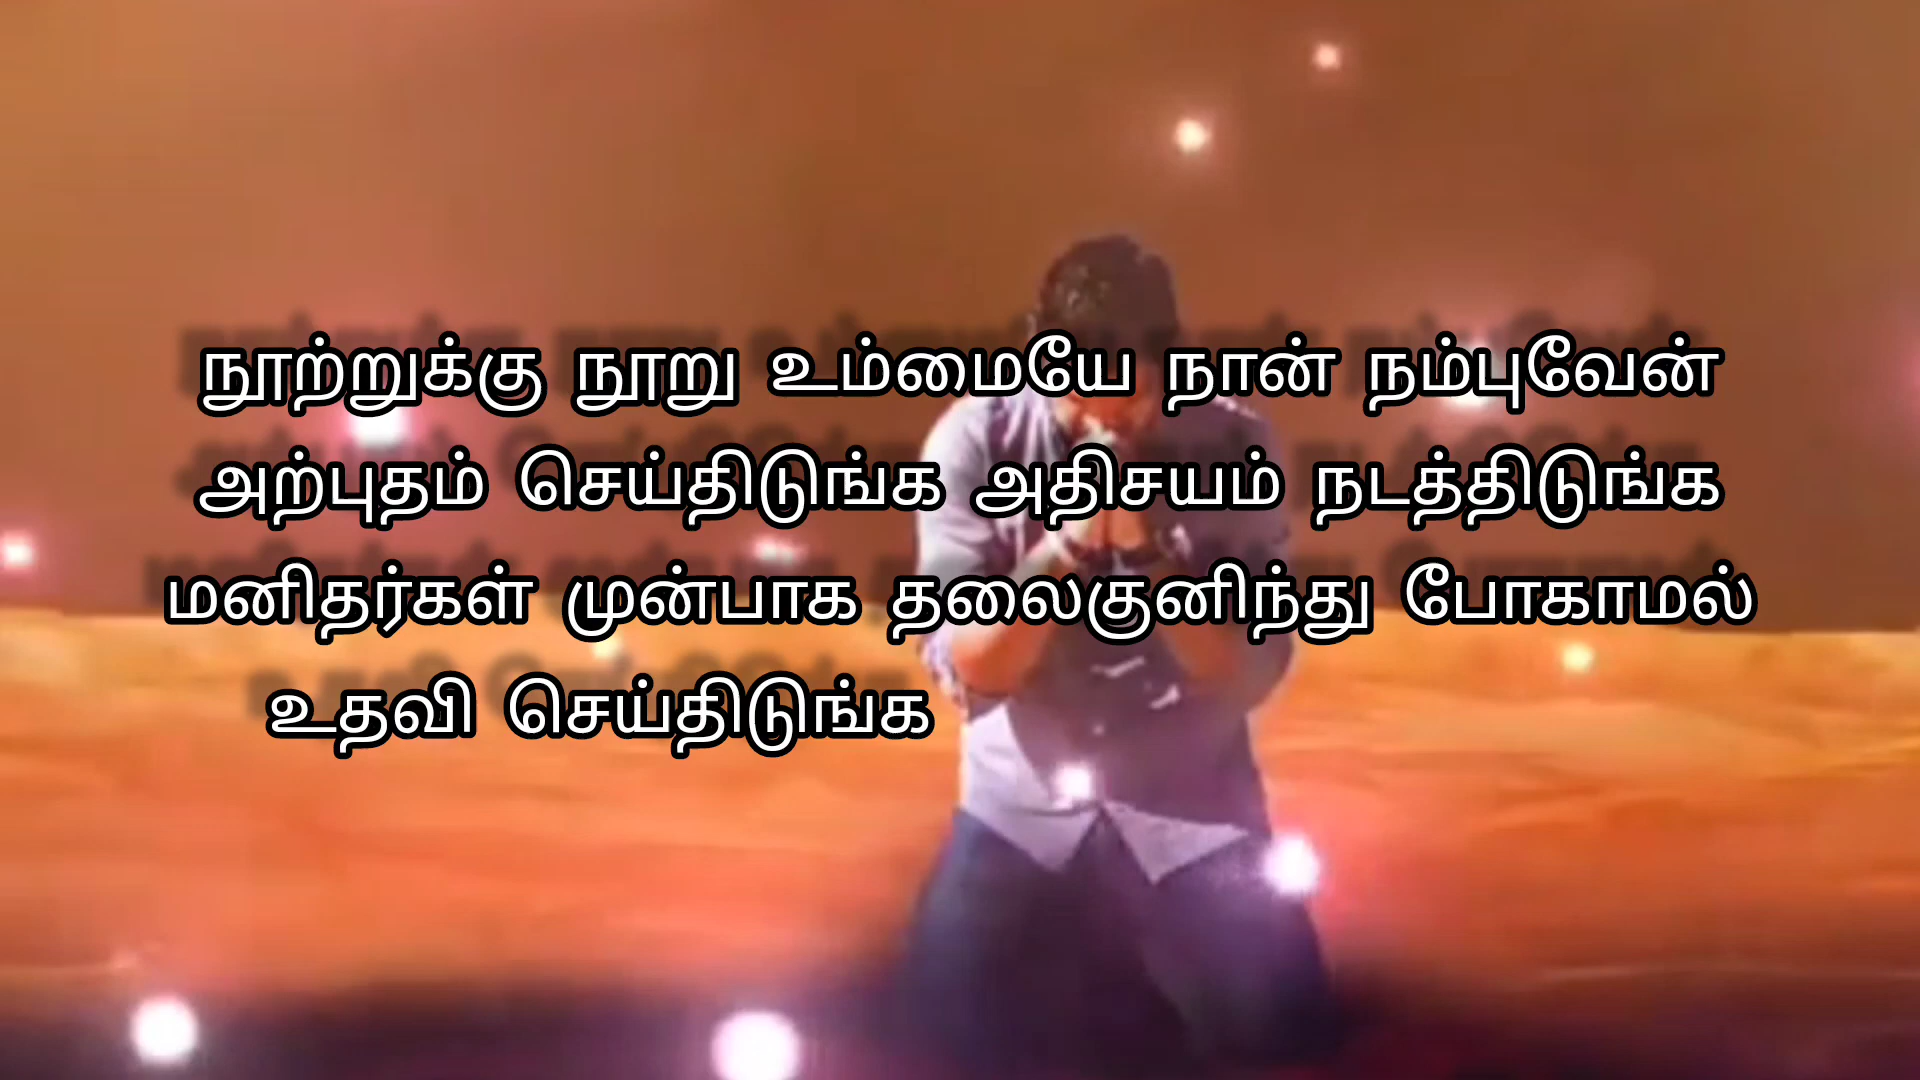 நூற்றுக்கு நூறு உம்மையே நான் நம்புவேன்
அற்புதம் செய்திடுங்க அதிசயம் நடத்திடுங்க
மனிதர்கள் முன்பாக தலைகுனிந்து போகாமல்
உதவி செய்திடுங்க